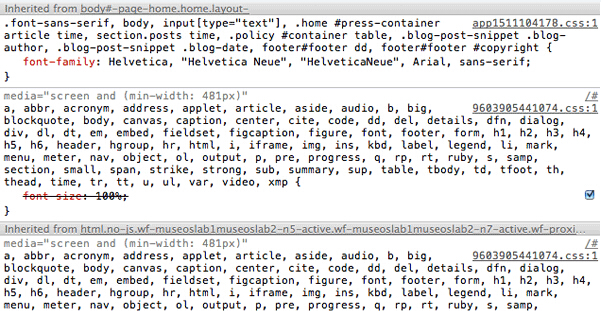 Inherited from body#-page-home.home.layout-
.font-sans-serif, body, input[type="text"], .home #press-container app1511104178.css:1
article time, section.posts time, .policy #container table, .blog-post-snippet .blog-
author, .blog-post-snippet .blog-date, footer#footer dd, footer#footer #copyright {
font-family: Helvetica, "Helvetica Neue", "HelveticaNeue", Arial, sans-serif;
}
media="screen and (min-width: 481px)" /#
a, abbr, acronym, address, applet, article, aside, audio, b, big, 9603905441074.css:1
blockquote, body, canvas, caption, center, cite, code, dd, del, details, dfn, dialog,
div, dl, dt, em, embed, fieldset, figcaption, figure, font, footer, form, h1, h2, h3, h4,
h5, h6, header, hgroup, hr, html, i, iframe, img, ins, kbd, label, legend, li, mark,
menu, meter, nav, object, ol, output, p, pre, progress, q, rp, rt, ruby, s, samp,
section, small, span, strike, strong, sub, summary, sup, table, tbody, td, tfoot, th,
thead, time, tr, tt, u, ul, var, video, xmp {
font-size: 100%;
}
Inherited from html.no-js.wf-museoslab1museoslab2-n5-active.wf-museoslab1museoslab2-n7-active.wf-proxi…
media="screen and (min-width: 481px)" /#
a, abbr, acronym, address, applet, article, aside, audio, b, big, 9603905441074.css:1
blockquote, body, canvas, caption, center, cite, code, dd, del, details, dfn, dialog,
div, dl, dt, em, embed, fieldset, figcaption, figure, font, footer, form, h1, h2, h3, h4,
h5, h6, header, hgroup, hr, html, i, iframe, img, ins, kbd, label, legend, li, mark,
menu, meter, nav, object, ol, output, p, pre, progress, q, rp, rt, ruby, s, samp,